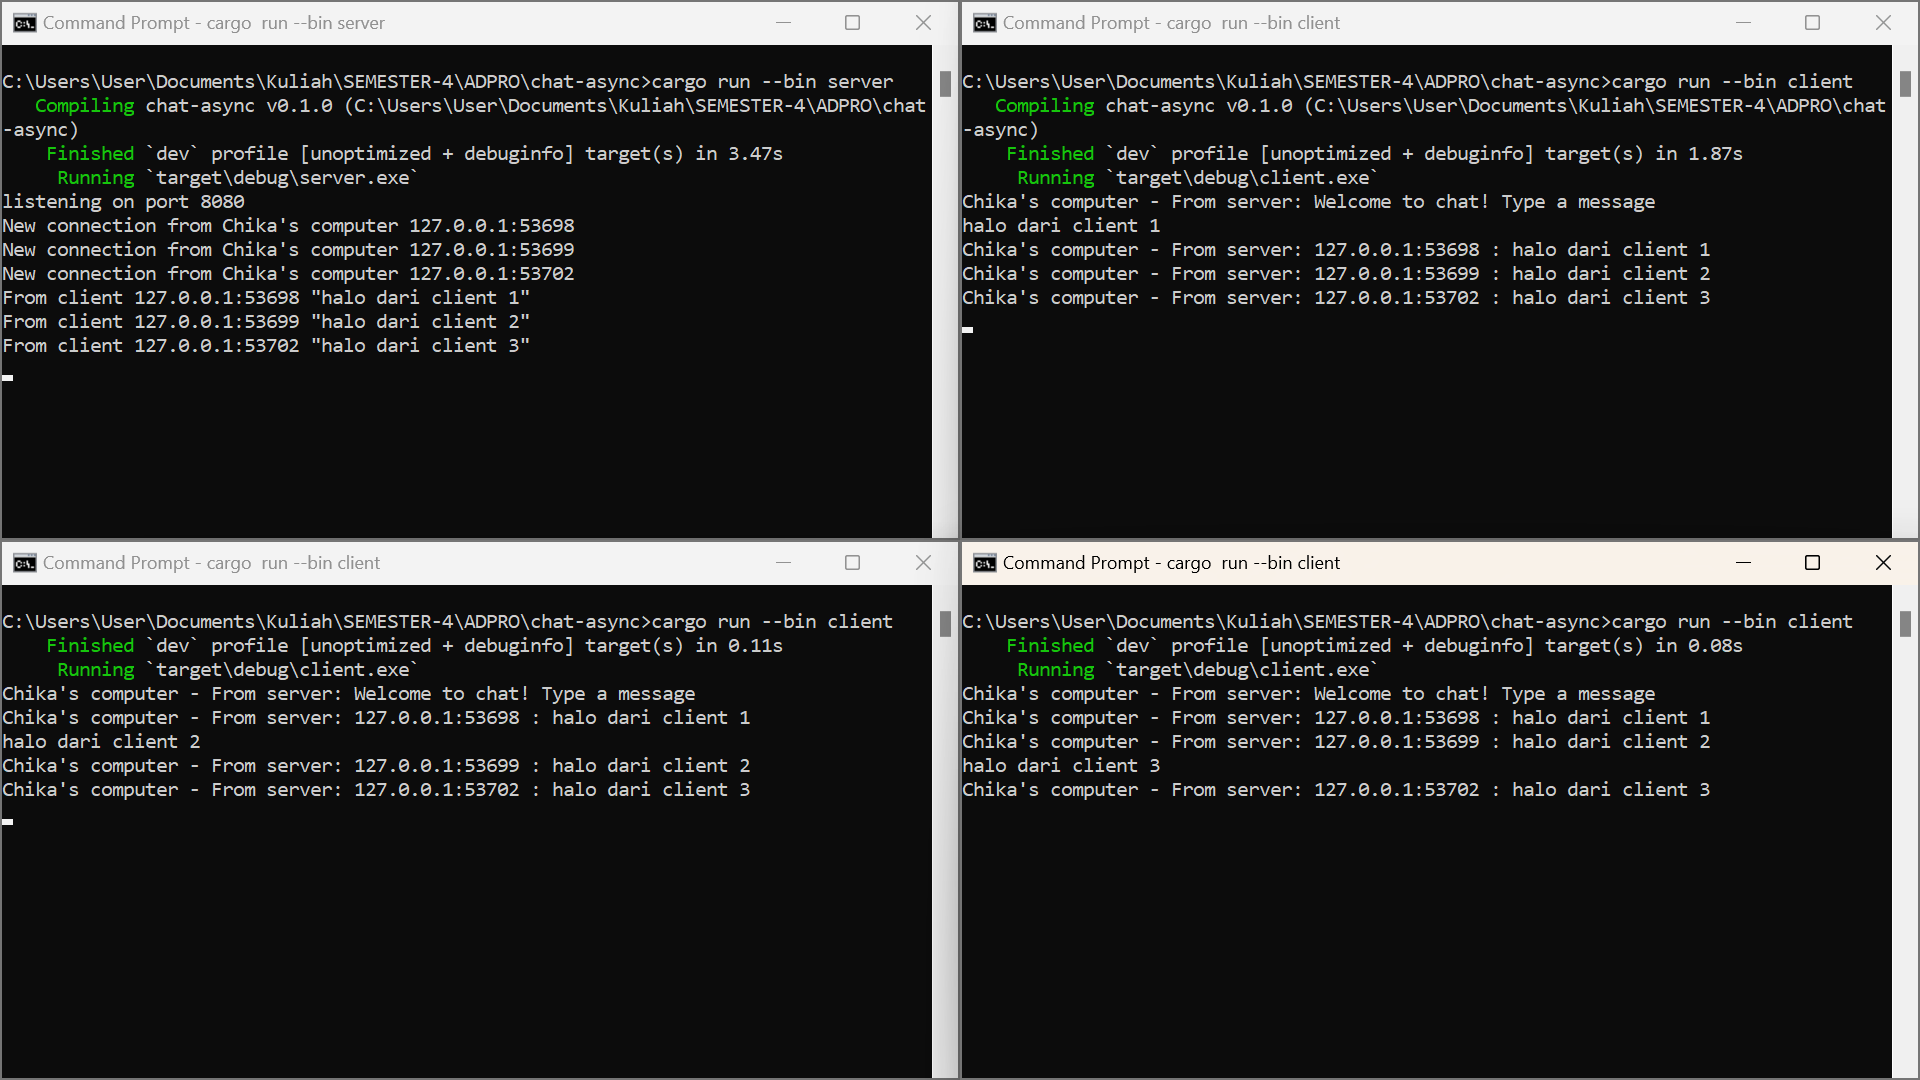 Command Prompt - cargo  run --bin server
C:\Users\User\Documents\Kuliah\SEMESTER-4\ADPRO\chat-async>cargo run --bin server
   Compiling chat-async v0.1.0 (C:\Users\User\Documents\Kuliah\SEMESTER-4\ADPRO\chat
-async)
    Finished `dev` profile [unoptimized + debuginfo] target(s) in 3.47s
     Running `target\debug\server.exe`
listening on port 8080
New connection from Chika's computer 127.0.0.1:53698
New connection from Chika's computer 127.0.0.1:53699
New connection from Chika's computer 127.0.0.1:53702
From client 127.0.0.1:53698 "halo dari client 1"
From client 127.0.0.1:53699 "halo dari client 2"
From client 127.0.0.1:53702 "halo dari client 3"
Command Prompt - cargo  run --bin client
C:\Users\User\Documents\Kuliah\SEMESTER-4\ADPRO\chat-async>cargo run --bin client
   Compiling chat-async v0.1.0 (C:\Users\User\Documents\Kuliah\SEMESTER-4\ADPRO\chat
-async)
    Finished `dev` profile [unoptimized + debuginfo] target(s) in 1.87s
     Running `target\debug\client.exe`
Chika's computer - From server: Welcome to chat! Type a message
halo dari client 1
Chika's computer - From server: 127.0.0.1:53698 : halo dari client 1
Chika's computer - From server: 127.0.0.1:53699 : halo dari client 2
Chika's computer - From server: 127.0.0.1:53702 : halo dari client 3
Command Prompt - cargo  run --bin client
C:\Users\User\Documents\Kuliah\SEMESTER-4\ADPRO\chat-async>cargo run --bin client
    Finished `dev` profile [unoptimized + debuginfo] target(s) in 0.11s
     Running `target\debug\client.exe`
Chika's computer - From server: Welcome to chat! Type a message
Chika's computer - From server: 127.0.0.1:53698 : halo dari client 1
halo dari client 2
Chika's computer - From server: 127.0.0.1:53699 : halo dari client 2
Chika's computer - From server: 127.0.0.1:53702 : halo dari client 3
Command Prompt - cargo  run --bin client
C:\Users\User\Documents\Kuliah\SEMESTER-4\ADPRO\chat-async>cargo run --bin client
    Finished `dev` profile [unoptimized + debuginfo] target(s) in 0.08s
     Running `target\debug\client.exe`
Chika's computer - From server: Welcome to chat! Type a message
Chika's computer - From server: 127.0.0.1:53698 : halo dari client 1
Chika's computer - From server: 127.0.0.1:53699 : halo dari client 2
halo dari client 3
Chika's computer - From server: 127.0.0.1:53702 : halo dari client 3